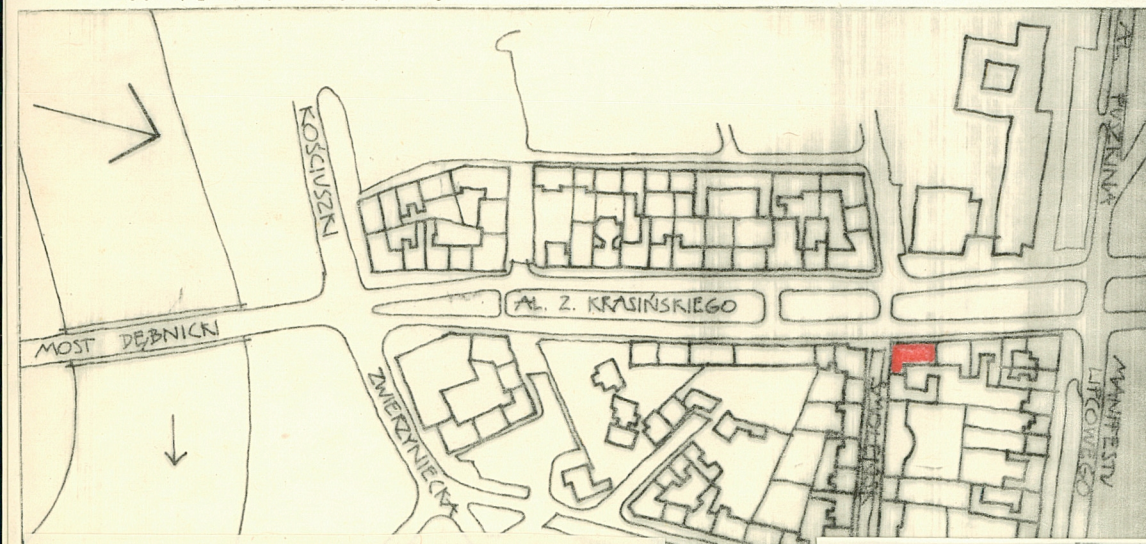 AL. PUSZKINA
KOŚCIUSZKI
AL. Z. KRASIŃSKIEGO
MOST DĘBNICKI
ZWIERZYNIECKA
MANIFESTU
LIPCOWEGO